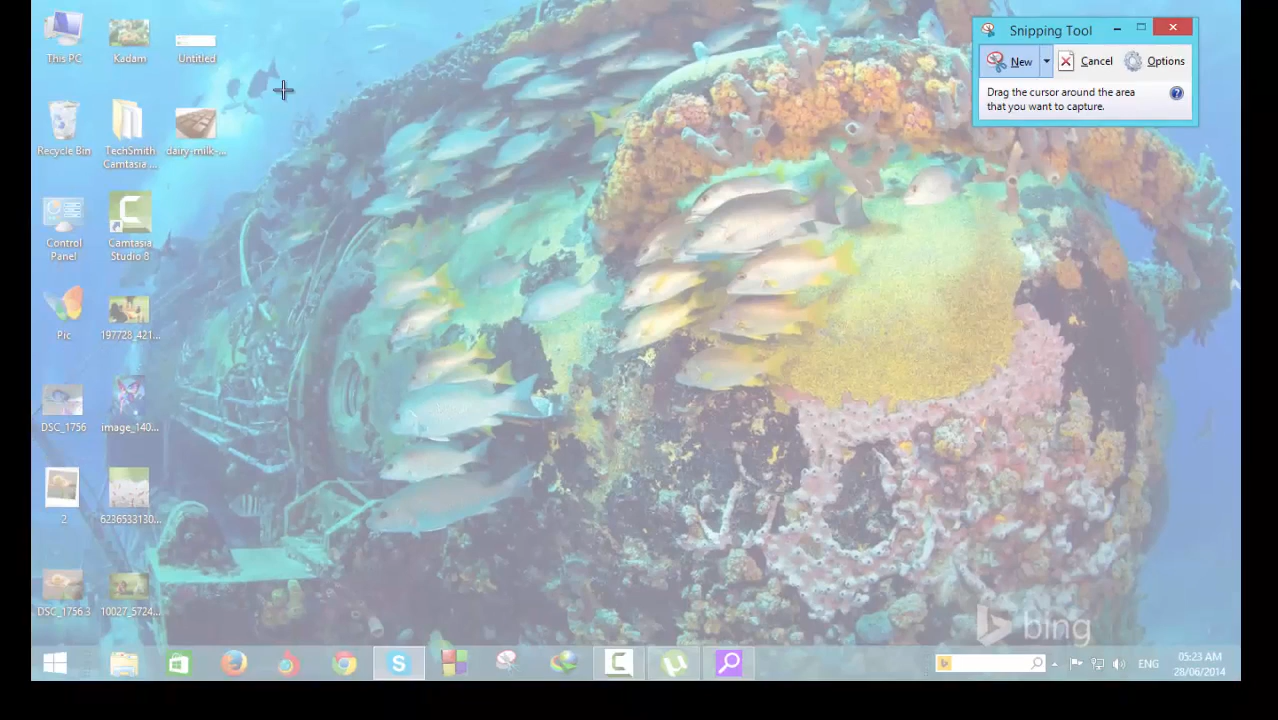 This PC
Kadam
Untitled
Recycle Bin
TechSmith
Camtasia ...
dairy-milk-...
Control
Panel
Camtasia
Studio 8
Pic
197728_421...
DSC_1756
image_140...
2
6236533130...
DSC_1756 3
10027_5724...
Snipping Tool
New
Cancel
Options
Drag the cursor around the area
that you want to capture.
bing
ENG
05:23 AM
28/06/2014